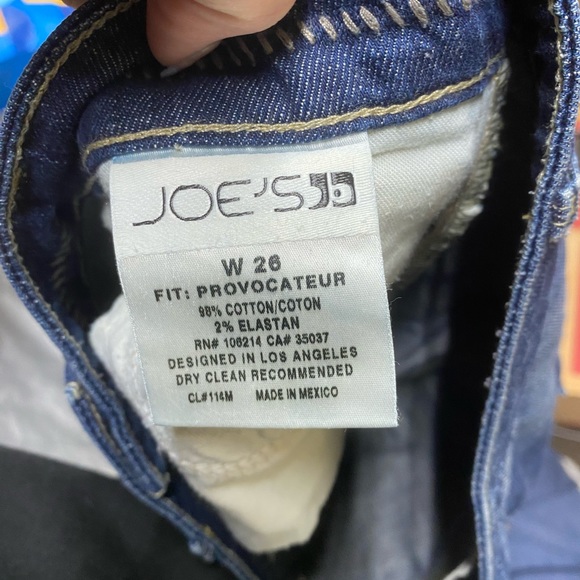 JOE'S
W 26
FIT: PROVOCATEUR
98% COTTON/COTON
2% ELASTAN
RN# 106214 CA# 35037
DESIGNED IN LOS ANGELES
DRY CLEAN RECOMMENDED
CL#114M MADE IN MEXICO